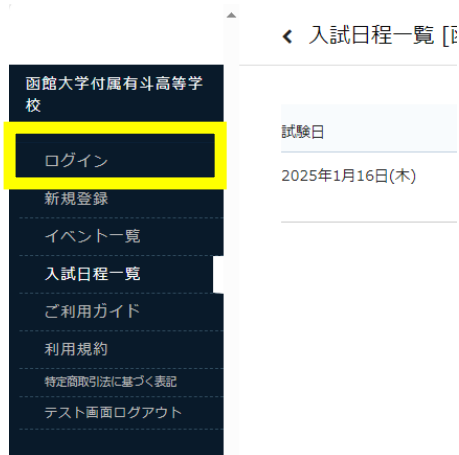 函館大学付属有斗高等学
校
ログイン
新規登録
イベント一覧
入試日程一覧
ご利用ガイド
利用規約
特定商取引法に基づく表記
テスト画面ログアウト
入試日程一覧 [
試験日
2025年1月16日(木)